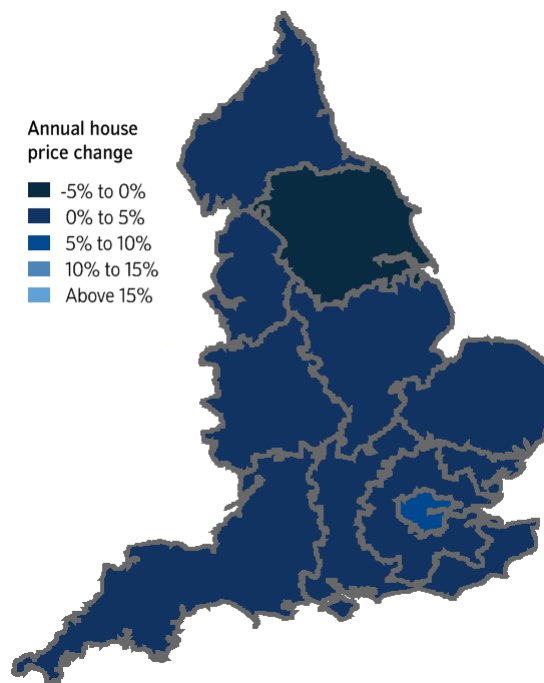 Annual house
price change
-5% to 0%
0% to 5%
5% to 10%
10% to 15%
Above 15%